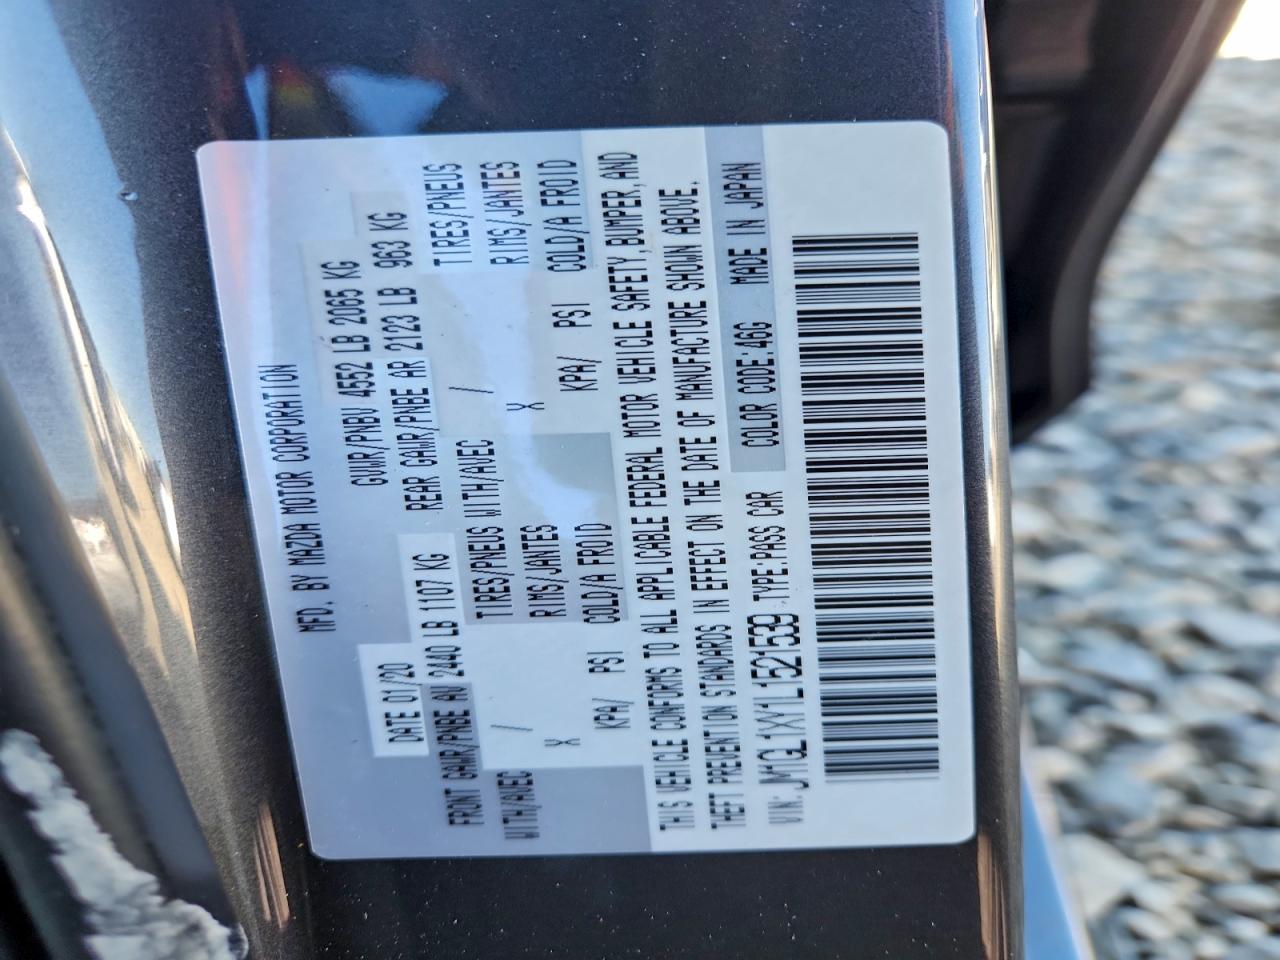 MFD. BY MAZDA MOTOR CORPORATION
DATE 01/20 GVWR/PNBV 4552 LB 2065 KG
FRONT GAWR/PNBE AV 2440 LB 1107 KG REAR GAWR/PNBE AR 2123 LB 963 KG
WITH/AVEC / TIRES/PNEUS WITH/AVEC / TIRES/PNEUS
X RIMS/JANTES X RIMS/JANTES
KPA/ PSI COLD/A FROID KPA/ PSI COLD/A FROID
THIS VEHICLE CONFORMS TO ALL APPLICABLE FEDERAL MOTOR VEHICLE SAFETY, BUMPER, AND
THEFT PREVENTION STANDARDS IN EFFECT ON THE DATE OF MANUFACTURE SHOWN ABOVE.
VIN: JM1GL1XY1L1521539 TYPE:PASS CAR COLOR CODE:46G MADE IN JAPAN